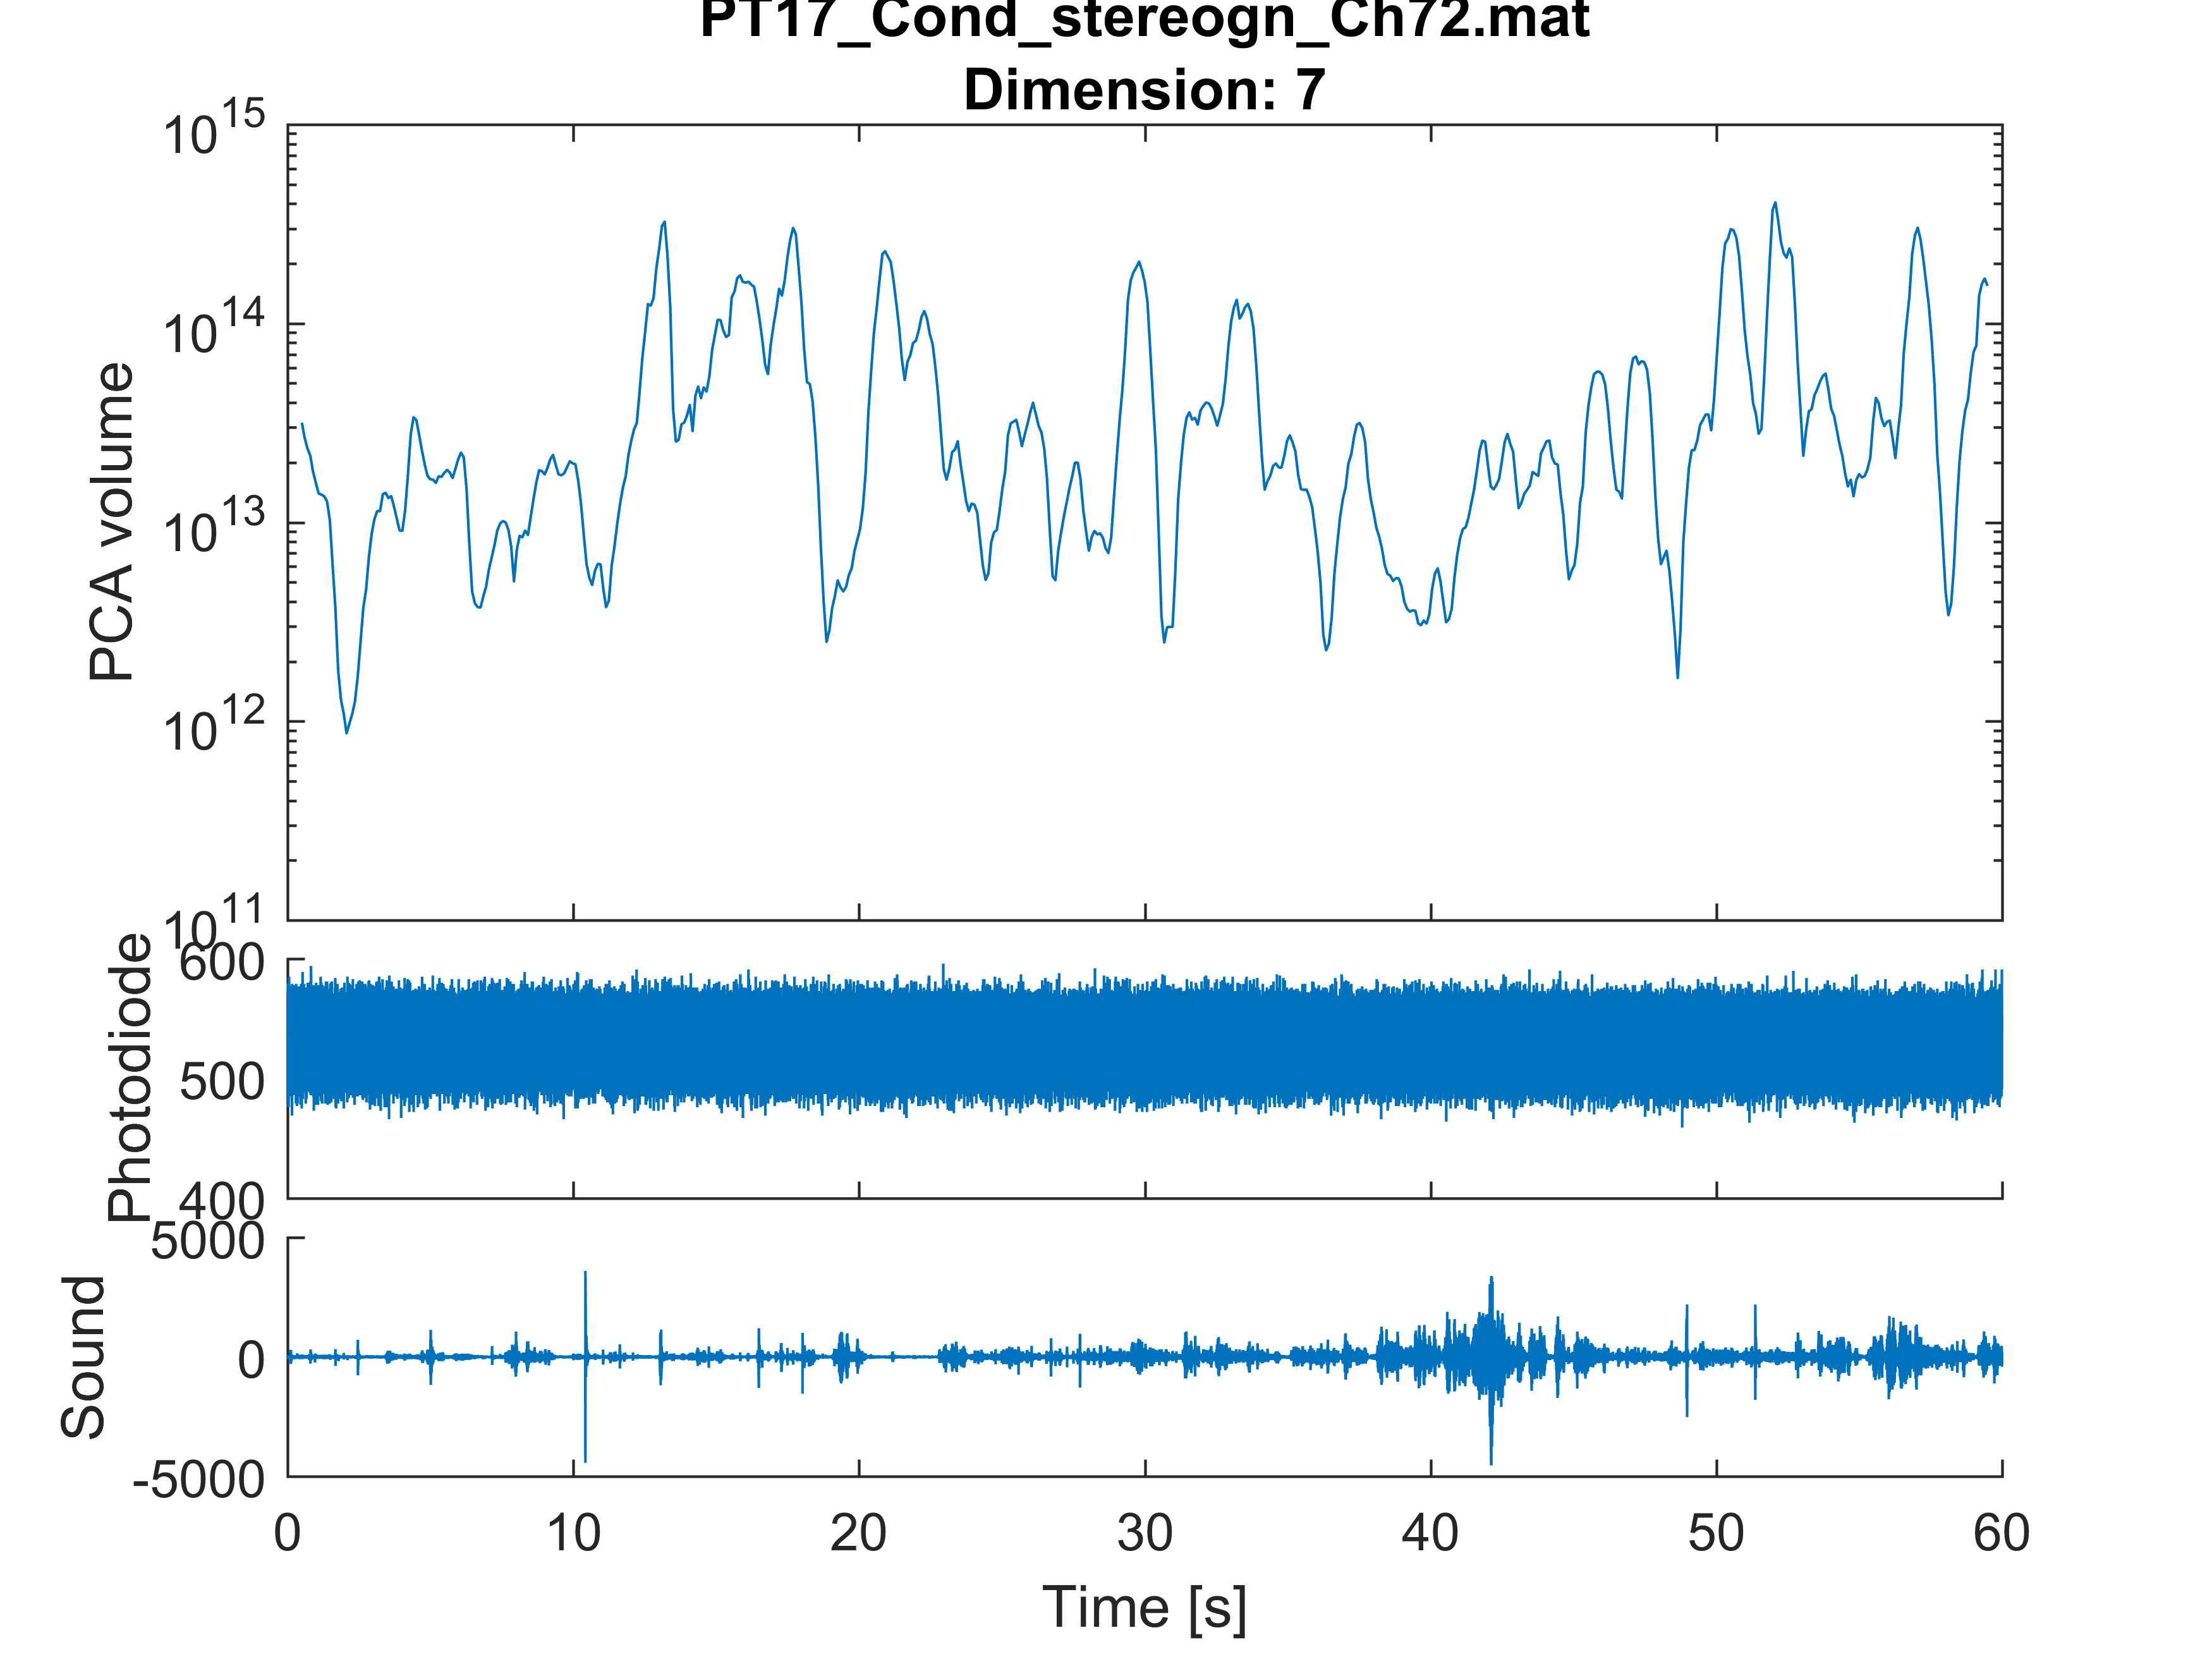 PT17_Cond_stereogn_Ch72.mat
Dimension: 7
10^15
10^14
10^13
10^12
10^11
PCA volume
600
500
400
Photodiode
5000
0
-5000
Sound
0 10 20 30 40 50 60
Time [s]